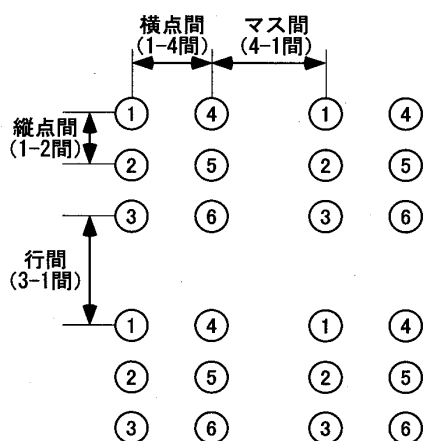 横点間 マス間
(1-4間) (4-1間)
① ④ ① ④
縦点間
(1-2間)
② ⑤ ② ⑤
③ ⑥ ③ ⑥
行間
(3-1間)
① ④ ① ④
② ⑤ ② ⑤
③ ⑥ ③ ⑥